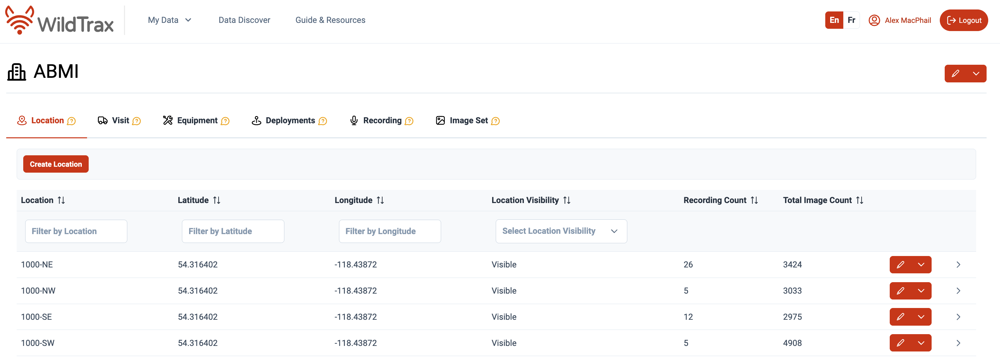 WildTrax My Data Data Discover Guide & Resources En Fr Alex MacPhail Logout
ABMI
Location Visit Equipment Deployments Recording Image Set
Create Location
Location Latitude Longitude Location Visibility Recording Count Total Image Count
Filter by Location Filter by Latitude Filter by Longitude Select Location Visibility
1000-NE 54.316402 -118.43872 Visible 26 3424
1000-NW 54.316402 -118.43872 Visible 5 3033
1000-SE 54.316402 -118.43872 Visible 12 2975
1000-SW 54.316402 -118.43872 Visible 5 4908